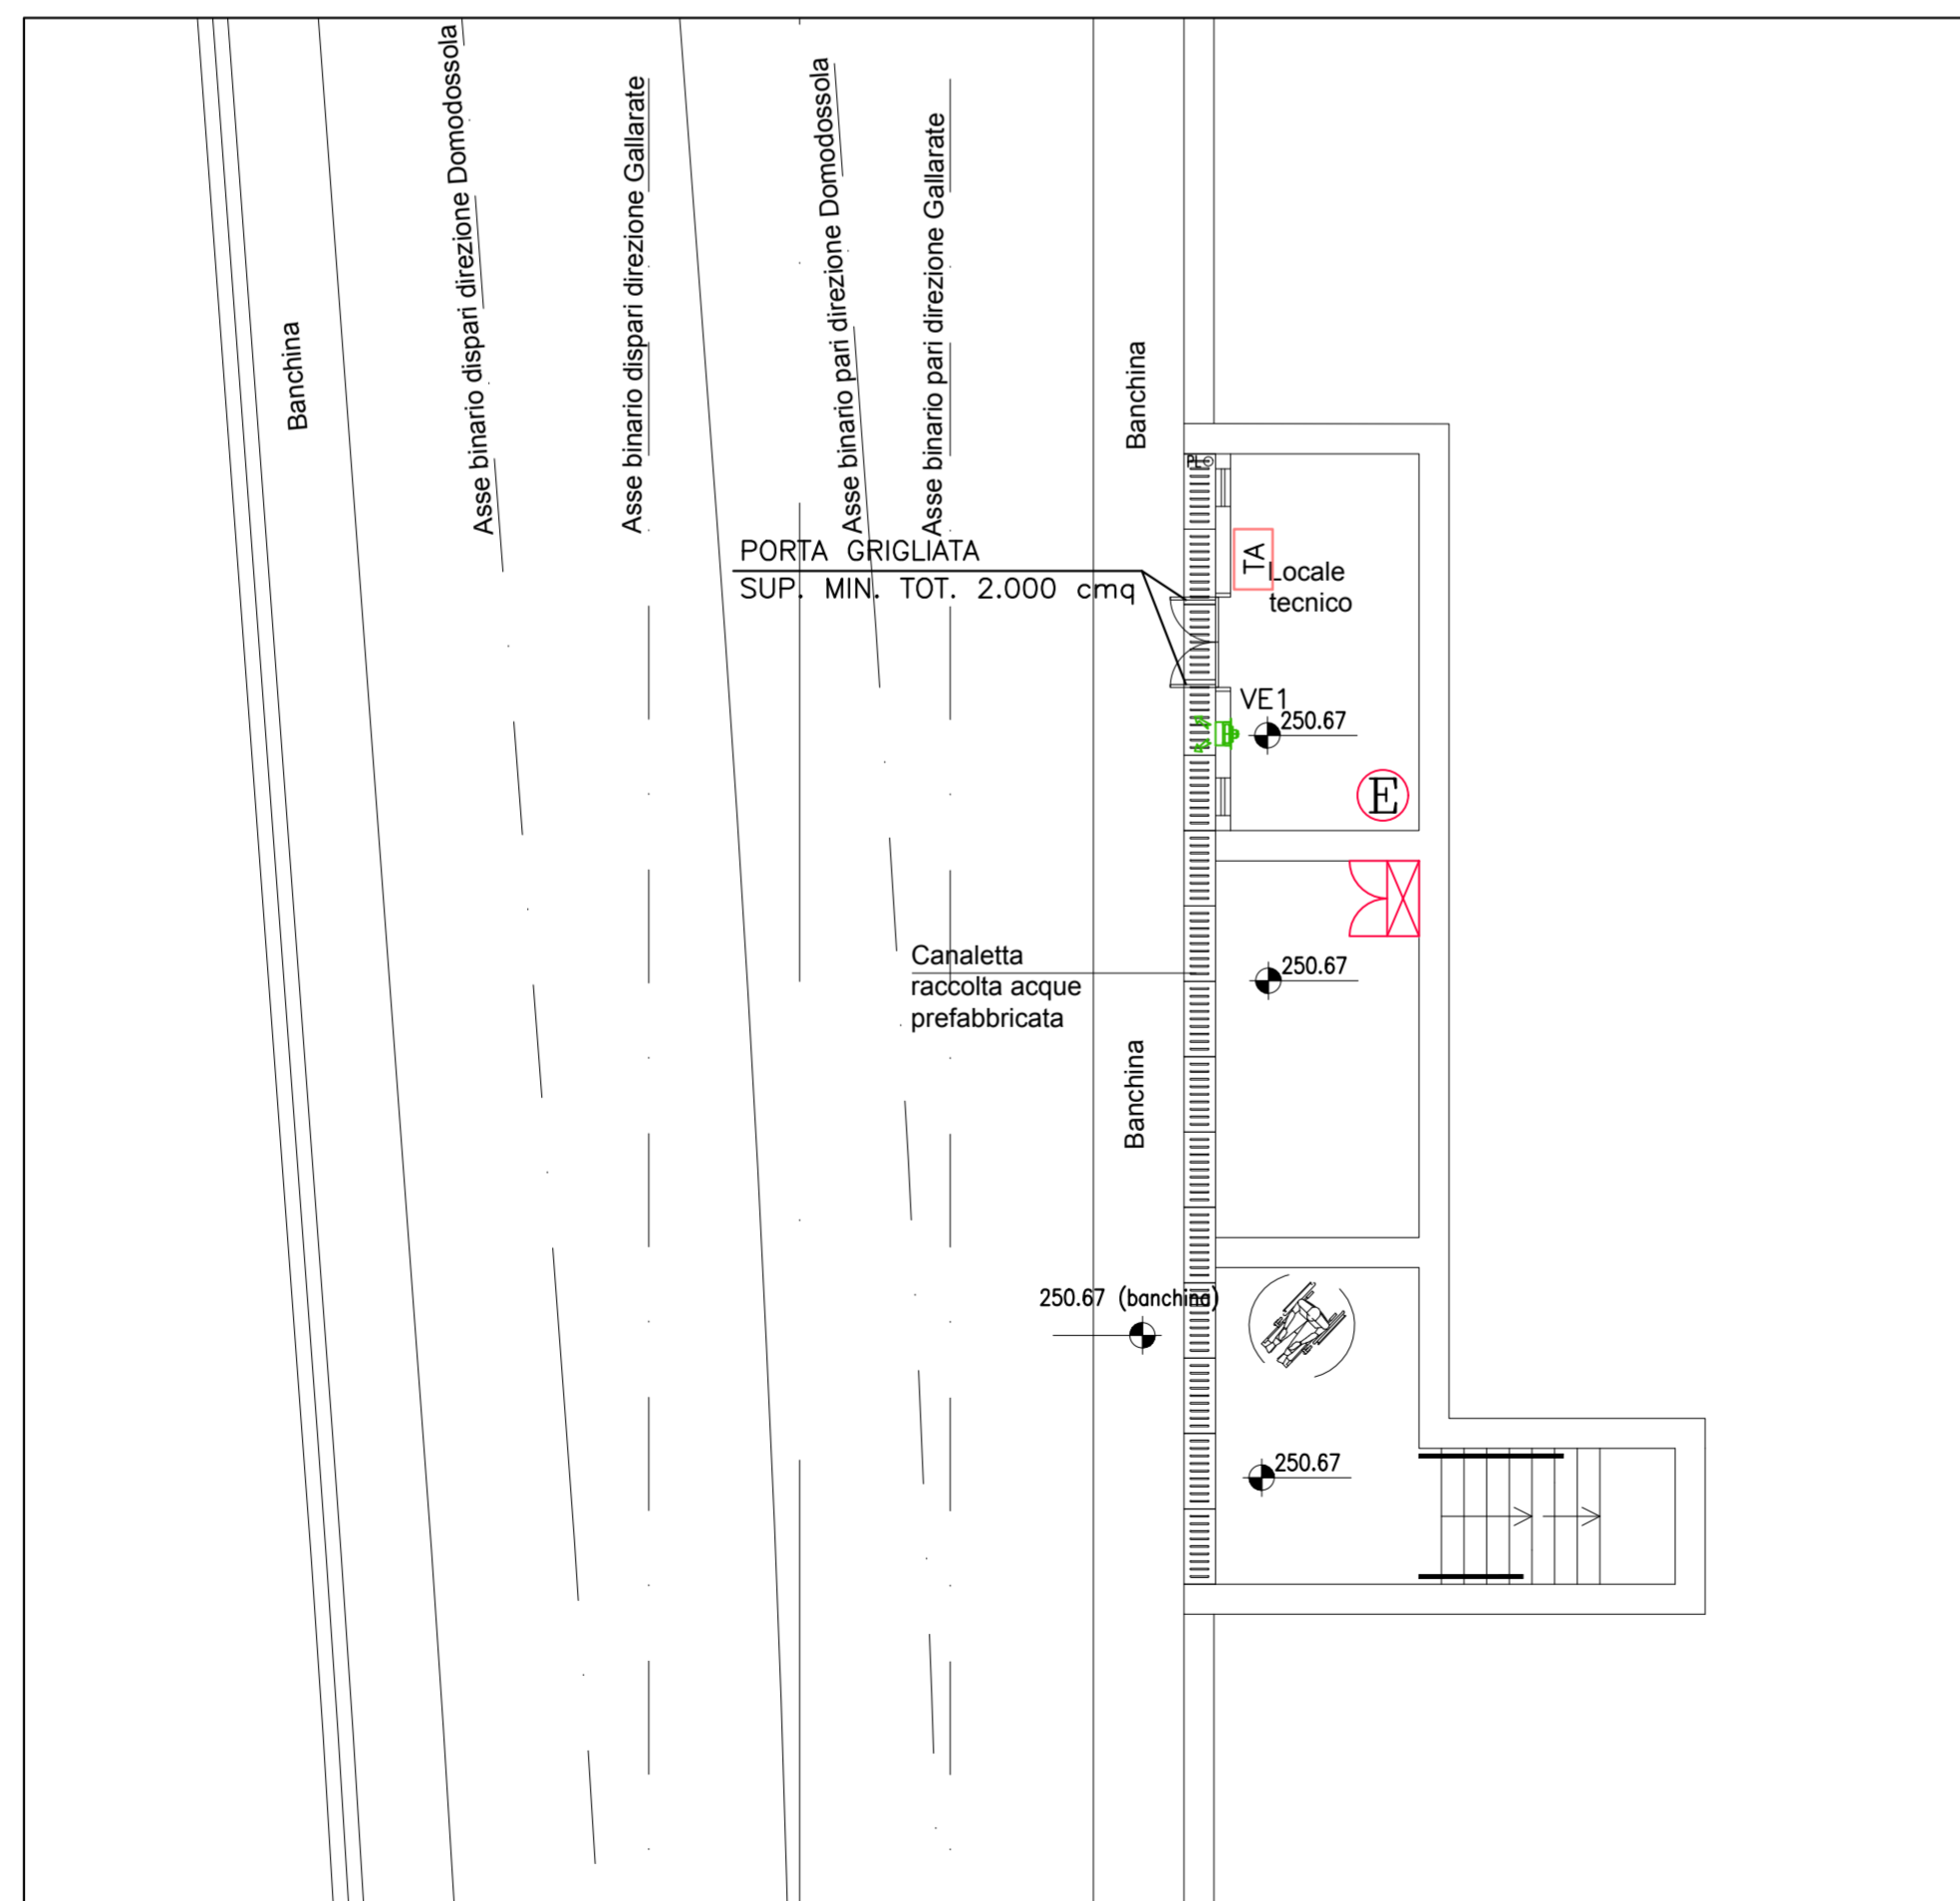 Asse binario dispari direzione Domodossola
Asse binario dispari direzione Gallarate
Asse binario pari direzione Domodossola
Asse binario pari direzione Gallarate
Banchina
Banchina
PL
TA
Locale
tecnico
PORTA GRIGLIATA
SUP. MIN. TOT. 2.000 cmq
VE1
250.67
E
Canaletta
raccolta acque
prefabbricata
250.67
Banchina
250.67 (banchina)
250.67